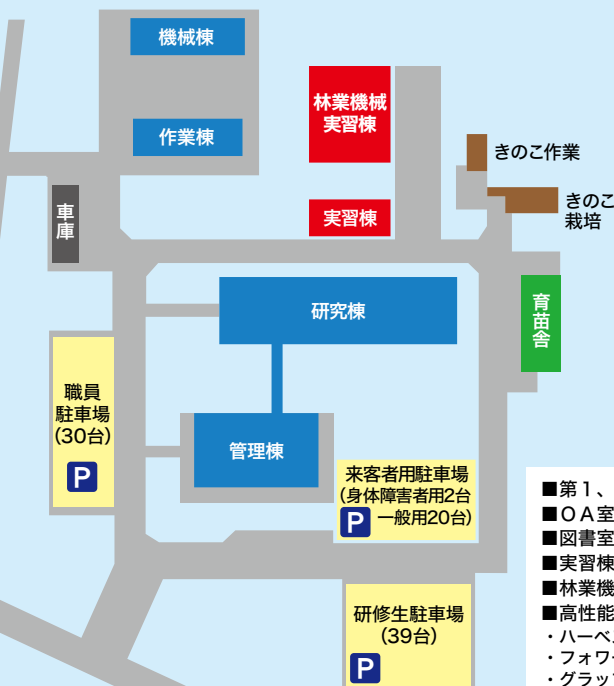 機械棟
作業棟
林業機械
実習棟
実習棟
きのこ作業
きのこ
栽培
車庫
育苗舎
研究棟
管理棟
職員
駐車場
(30台)
P
来客者用駐車場
(身体障害者用2台
P 一般用20台)
研修生駐車場
(39台)
P
■第1、
■OA室
■図書室
■実習棟
■林業機
■高性能
・ハーベ
・フォワ
・グラッ